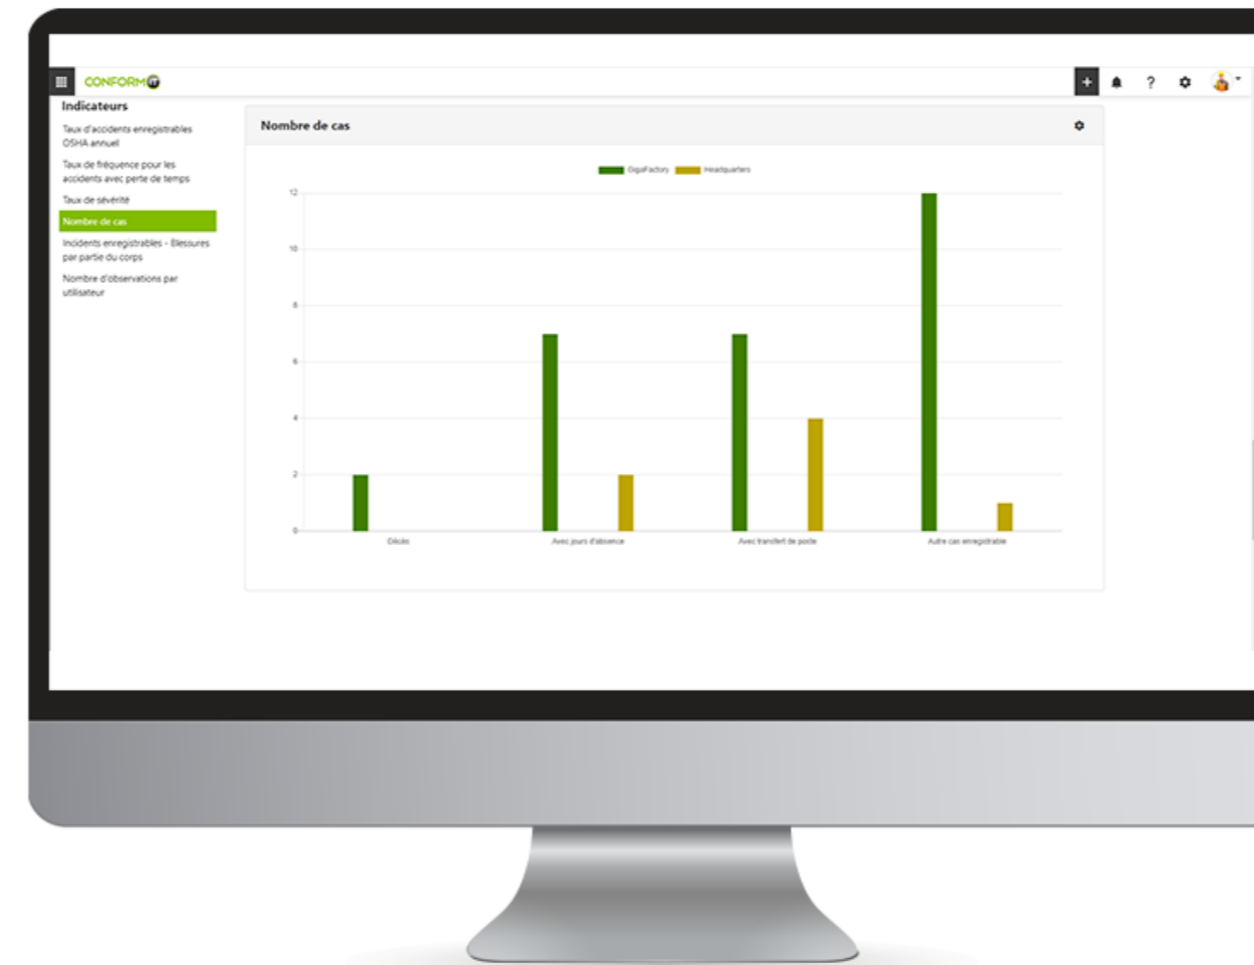 CONFORMiT
?
Indicateurs
Taux d'accidents enregistrables
OSHA annuel
Taux de fréquence pour les
accidents avec perte de temps
Taux de sévérité
Nombre de cas
Incidents enregistrables - Blessures
par partie du corps
Nombre d'observations par
utilisateur
Nombre de cas
GigaFactory Headquarters
12
10
8
6
4
2
0
Décès Avec jours d'absence Avec transfert de poste Autre cas enregistrable